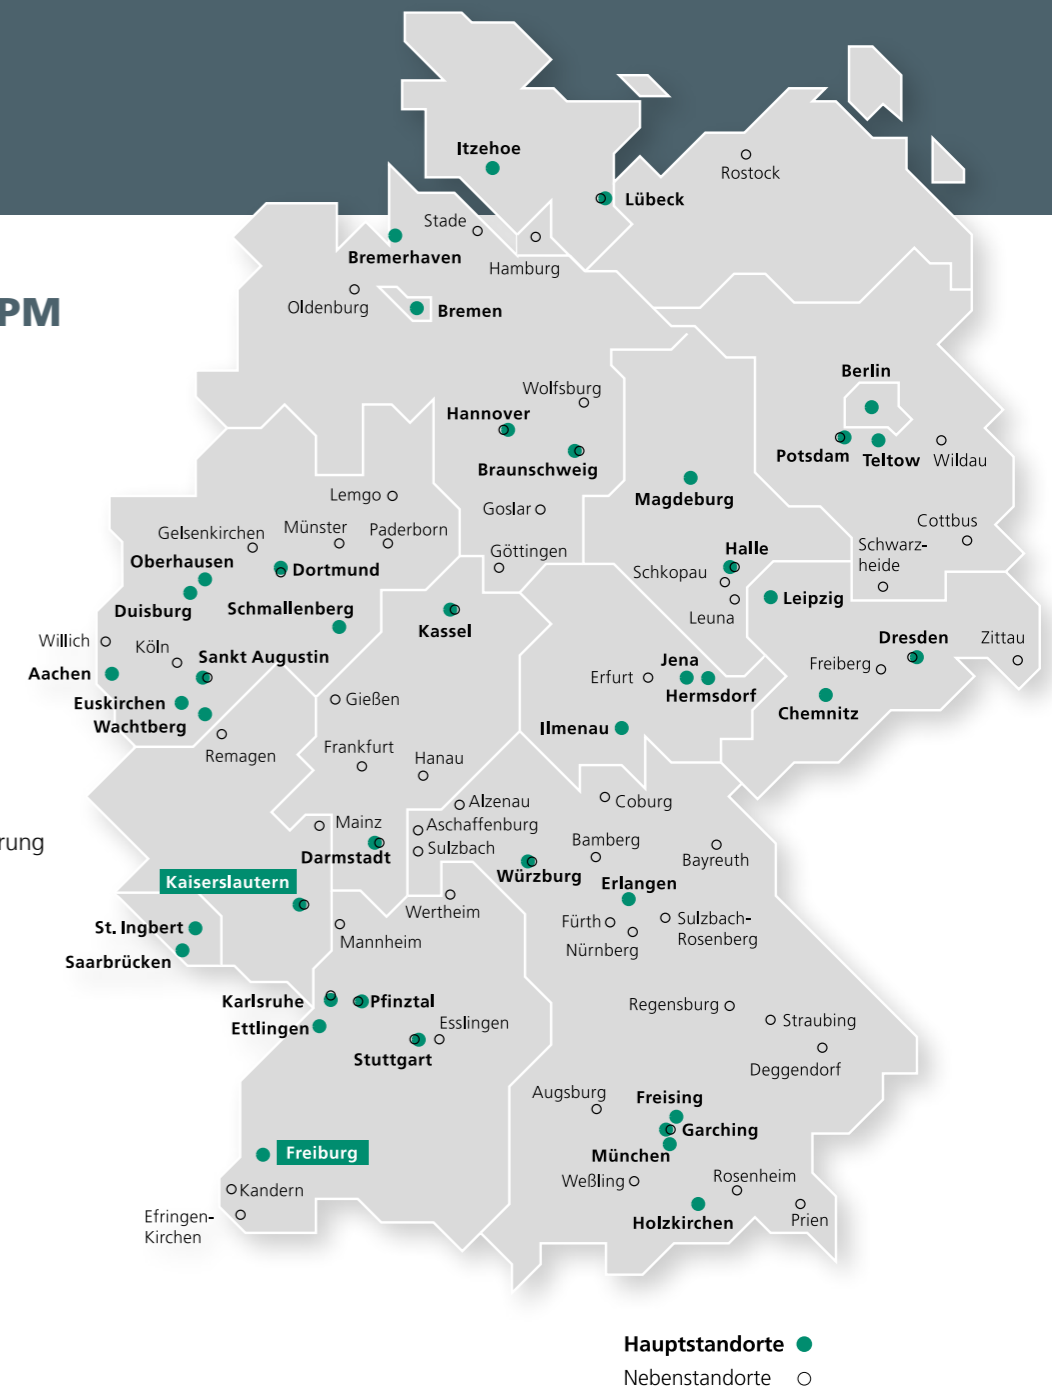 Itzehoe
Rostock
Lübeck
Stade
Bremerhaven
Hamburg
PM
Oldenburg
Bremen
Berlin
Wolfsburg
Hannover
Potsdam
Teltow
Wildau
Braunschweig
Magdeburg
Lemgo
Goslar
Cottbus
Gelsenkirchen
Münster
Paderborn
Schwarz-
heide
Göttingen
Halle
Oberhausen
Dortmund
Schkopau
Leipzig
Duisburg
Schmallenberg
Leuna
Kassel
Willich
Köln
Dresden
Zittau
Sankt Augustin
Jena
Freiberg
Aachen
Erfurt
Hermsdorf
Euskirchen
Gießen
Chemnitz
Wachtberg
Ilmenau
Remagen
Frankfurt
Hanau
Alzenau
Coburg
Mainz
Aschaffenburg
rung
Bamberg
Sulzbach
Darmstadt
Bayreuth
Würzburg
Kaiserslautern
Erlangen
Wertheim
St. Ingbert
Fürth
Sulzbach-
Rosenberg
Mannheim
Nürnberg
Saarbrücken
Karlsruhe
Pfinztal
Regensburg
Straubing
Ettlingen
Esslingen
Stuttgart
Deggendorf
Augsburg
Freising
Garching
Freiburg
München
Weßling
Rosenheim
Kandern
Efringen-
Kirchen
Holzkirchen
Prien
Hauptstandorte
Nebenstandorte